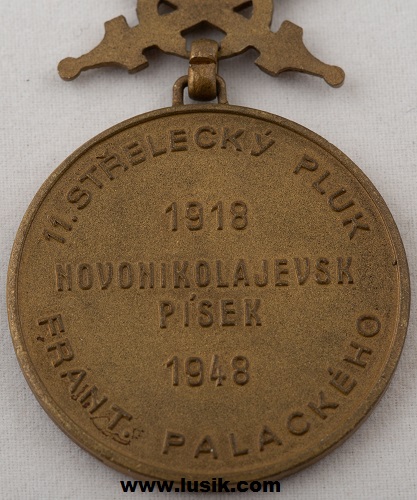 11. STŘELECKÝ PLUK
1918
NOVONIKOLAJEVSK
PÍSEK
1948
FRANT. PALACKÉHO
www.lusik.com